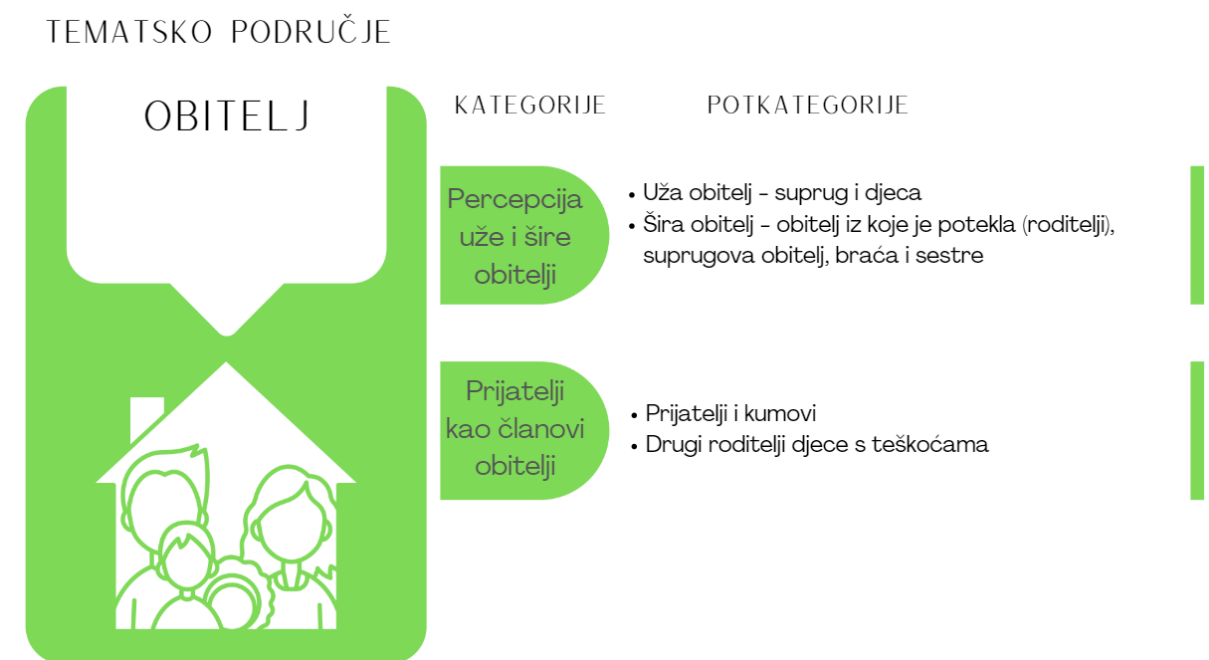 TEMATSKO PODRUČJE
OBITELJ
KATEGORIJE
POTKATEGORIJE
Percepcija
uže i šire
obitelji
• Uža obitelj - suprug i djeca
• Šira obitelj - obitelj iz koje je potekla (roditelji),
suprugova obitelj, braća i sestre
Prijatelji
kao članovi
obitelji
• Prijatelji i kumovi
• Drugi roditelji djece s teškoćama